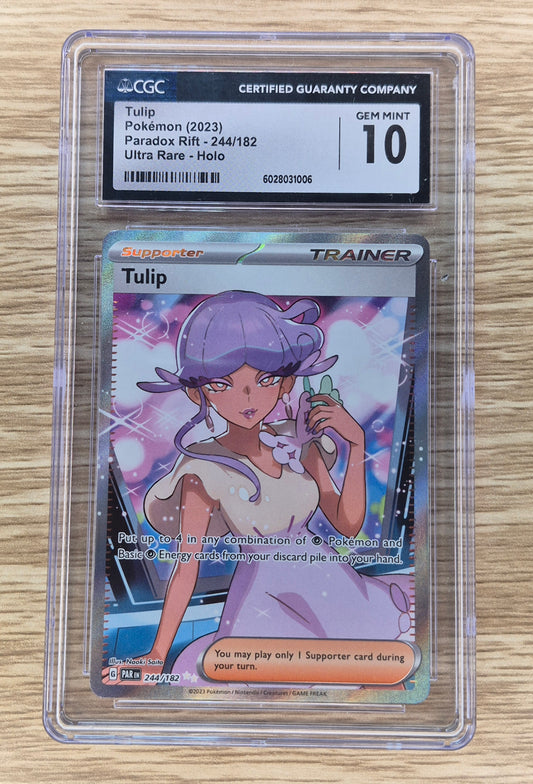 CGC CERTIFIED GUARANTY COMPANY
Tulip
Pokémon (2023)
Paradox Rift - 244/182
Ultra Rare - Holo
GEM MINT
10
6028031006
Supporter TRAINER
Tulip
Put up to 4 in any combination of Pokémon and
Basic Energy cards from your discard pile into your hand.
You may play only 1 Supporter card during
your turn.
Illus. Naoki Saito
G PAR EN 244/182
©2023 Pokémon / Nintendo / Creatures / GAME FREAK